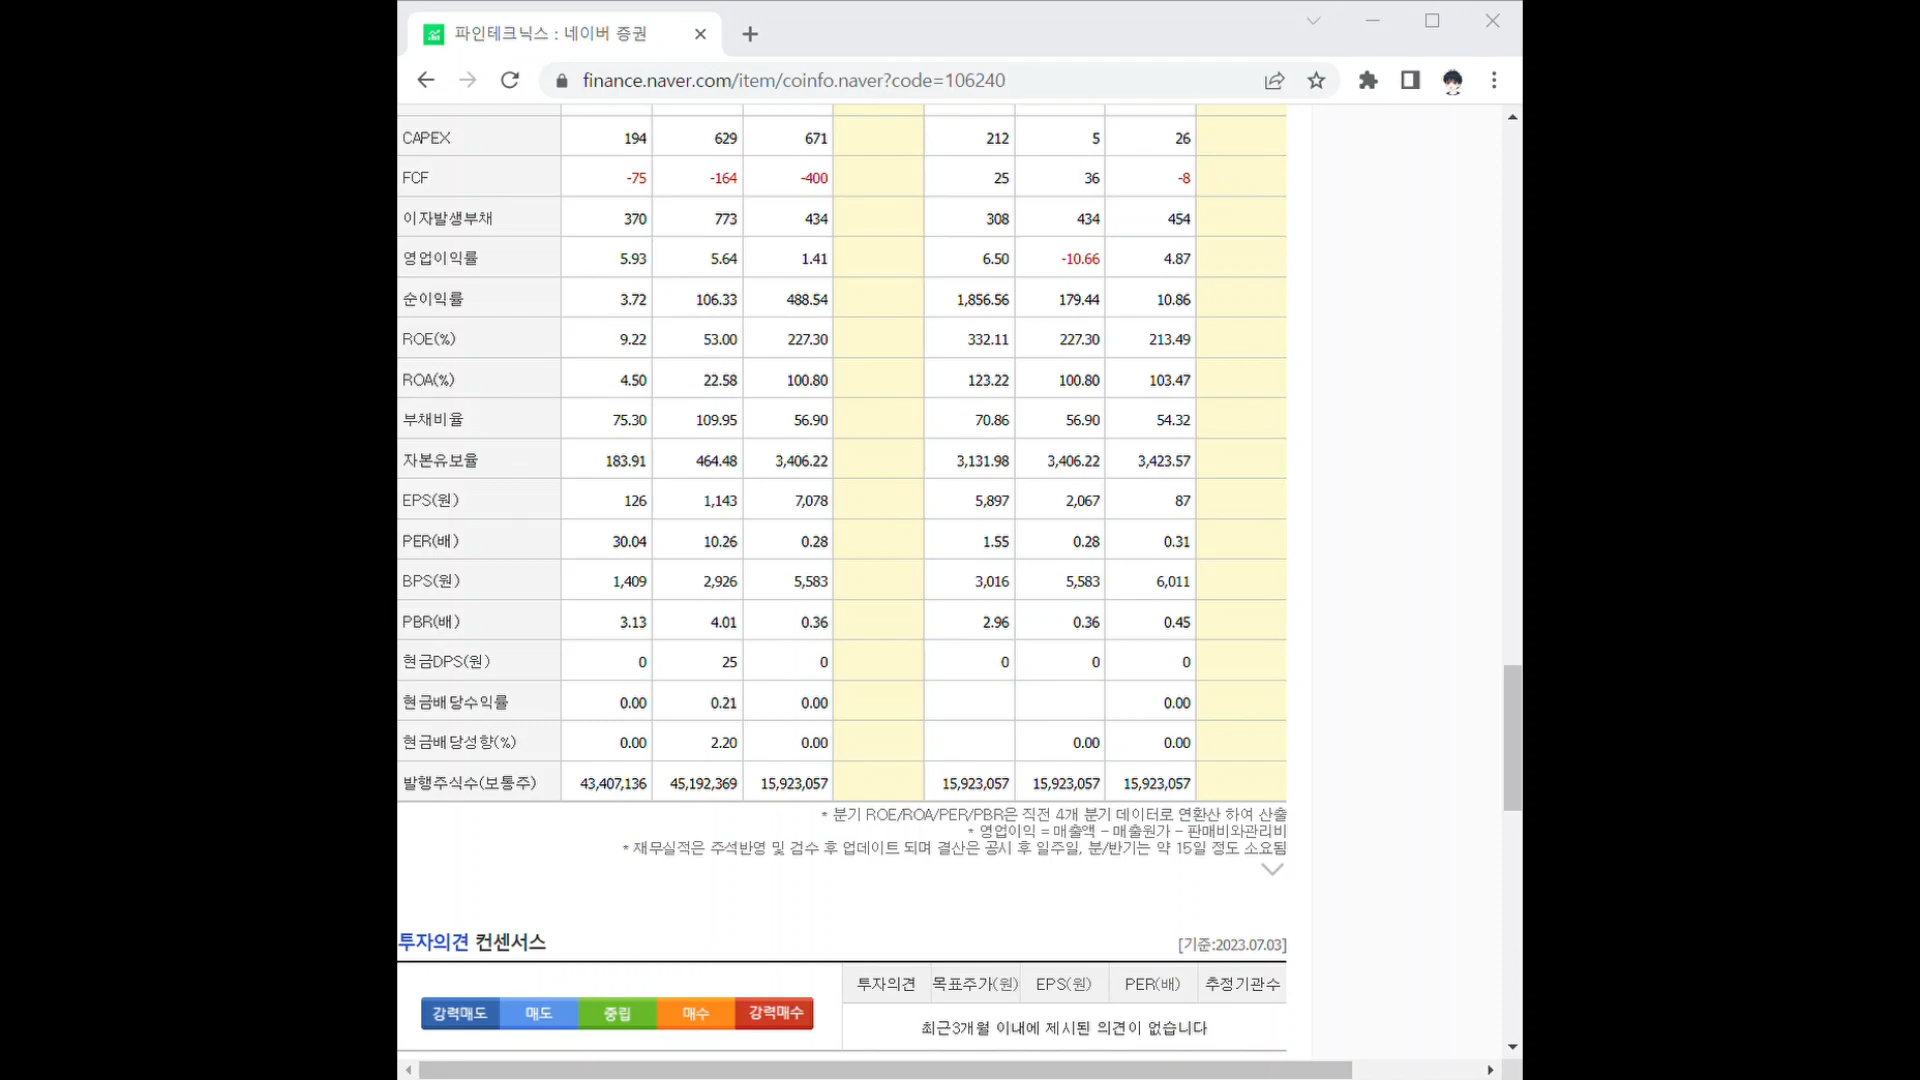 파인테크닉스 : 네이버 증권
finance.naver.com/item/coinfo.naver?code=106240
CAPEX 194 629 671 212 5 26
FCF -75 -164 -400 25 36 -8
이자발생부채 370 773 434 308 434 454
영업이익률 5.93 5.64 1.41 6.50 -10.66 4.87
순이익률 3.72 106.33 488.54 1,856.56 179.44 10.86
ROE(%) 9.22 53.00 227.30 332.11 227.30 213.49
ROA(%) 4.50 22.58 100.80 123.22 100.80 103.47
부채비율 75.30 109.95 56.90 70.86 56.90 54.32
자본유보율 183.91 464.48 3,406.22 3,131.98 3,406.22 3,423.57
EPS(원) 126 1,143 7,078 5,897 2,067 87
PER(배) 30.04 10.26 0.28 1.55 0.28 0.31
BPS(원) 1,409 2,926 5,583 3,016 5,583 6,011
PBR(배) 3.13 4.01 0.36 2.96 0.36 0.45
현금DPS(원) 0 25 0 0 0 0
현금배당수익률 0.00 0.21 0.00 0.00
현금배당성향(%) 0.00 2.20 0.00 0.00 0.00
발행주식수(보통주) 43,407,136 45,192,369 15,923,057 15,923,057 15,923,057 15,923,057
* 분기 ROE/ROA/PER/PBR은 직전 4개 분기 데이터로 연환산 하여 산출
* 영업이익 = 매출액 - 매출원가 - 판매비와관리비
* 재무실적은 주석반영 및 검수 후 업데이트 되며 결산은 공시 후 일주일, 분/반기는 약 15일 정도 소요됨
투자의견 컨센서스 [기준:2023.07.03]
투자의견 목표주가(원) EPS(원) PER(배) 추정기관수
강력매도 매도 중립 매수 강력매수
최근3개월 이내에 제시된 의견이 없습니다